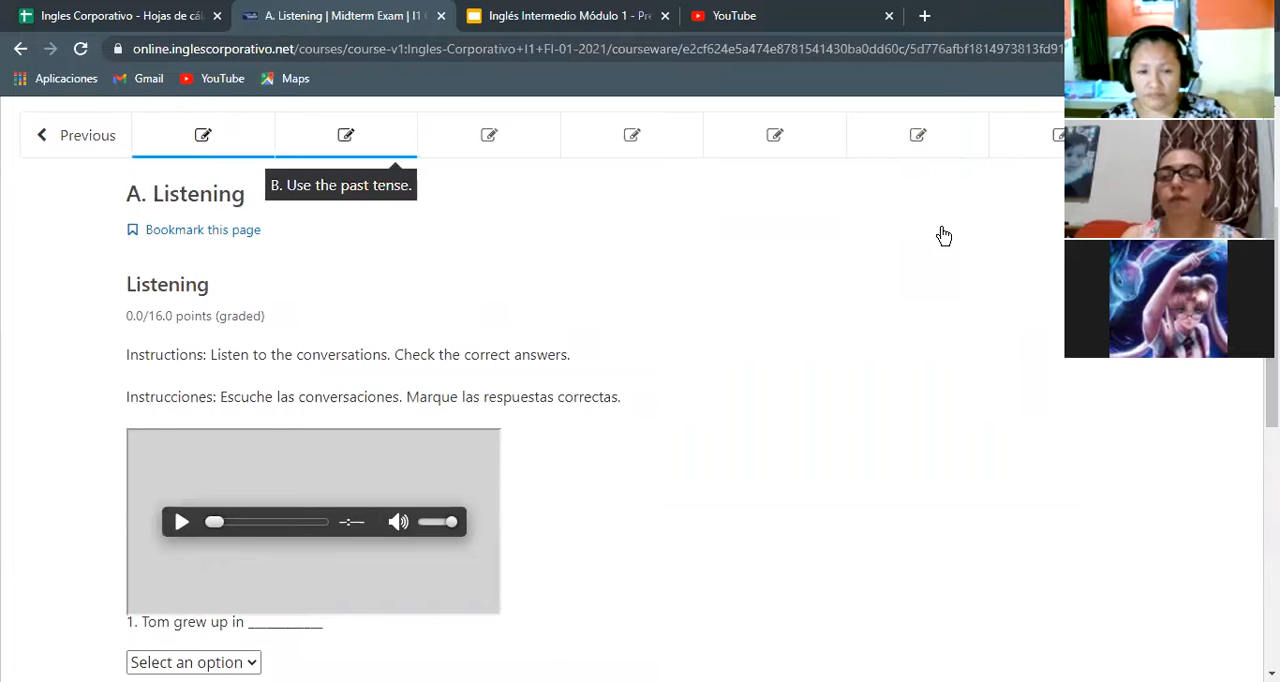 Ingles Corporativo - Hojas de cál
A. Listening | Midterm Exam | I1
Inglés Intermedio Módulo 1 - Pre
YouTube
online.inglescorporativo.net/courses/course-v1:Ingles-Corporativo+I1+FI-01-2021/courseware/e2cf624e5a474e8781541430ba0dd60c/5d776afbf1814973813fd91
Aplicaciones
Gmail
YouTube
Maps
Previous
B. Use the past tense.
A. Listening
Bookmark this page
Listening
0.0/16.0 points (graded)
Instructions: Listen to the conversations. Check the correct answers.
Instrucciones: Escuche las conversaciones. Marque las respuestas correctas.
-:--
1. Tom grew up in ___________
Select an option